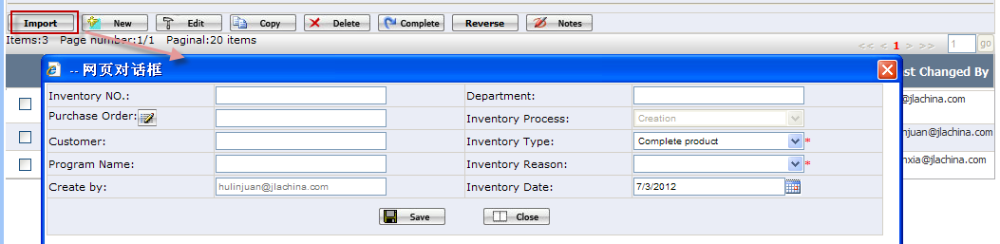 Import New Edit Copy Delete Complete Reverse Notes
Items:3 Page number:1/1 Paginal:20 items << < 1 > >> 1 go
-- 网页对话框
st Changed By
Inventory NO.: Department:
@jlachina.com
Purchase Order: Inventory Process: Creation
Customer: Inventory Type: Complete product *
njuan@jlachina.com
Program Name: Inventory Reason: *
nxia@jlachina.com
Create by: hulinjuan@jlachina.com Inventory Date: 7/3/2012
Save Close